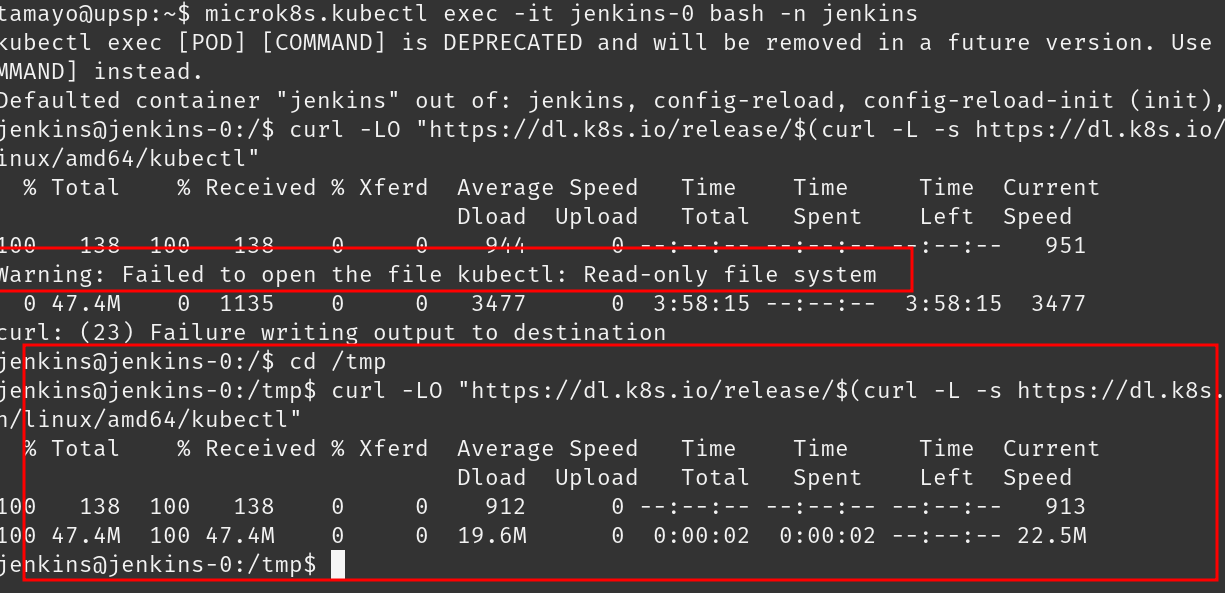 tamayo@upsp:~$ microk8s.kubectl exec -it jenkins-0 bash -n jenkins
kubectl exec [POD] [COMMAND] is DEPRECATED and will be removed in a future version. Use
MMAND] instead.
Defaulted container "jenkins" out of: jenkins, config-reload, config-reload-init (init),
jenkins@jenkins-0:/$ curl -LO "https://dl.k8s.io/release/$(curl -L -s https://dl.k8s.io/
inux/amd64/kubectl"
% Total % Received % Xferd Average Speed Time Time Time Current
Dload Upload Total Spent Left Speed
100 138 100 138 0 0 944 0 --:--:-- --:--:-- --:--:-- 951
Warning: Failed to open the file kubectl: Read-only file system
0 47.4M 0 1135 0 0 3477 0 3:58:15 --:--:-- 3:58:15 3477
curl: (23) Failure writing output to destination
jenkins@jenkins-0:/$ cd /tmp
jenkins@jenkins-0:/tmp$ curl -LO "https://dl.k8s.io/release/$(curl -L -s https://dl.k8s.
n/linux/amd64/kubectl"
% Total % Received % Xferd Average Speed Time Time Time Current
Dload Upload Total Spent Left Speed
100 138 100 138 0 0 912 0 --:--:-- --:--:-- --:--:-- 913
100 47.4M 100 47.4M 0 0 19.6M 0 0:00:02 0:00:02 --:--:-- 22.5M
jenkins@jenkins-0:/tmp$